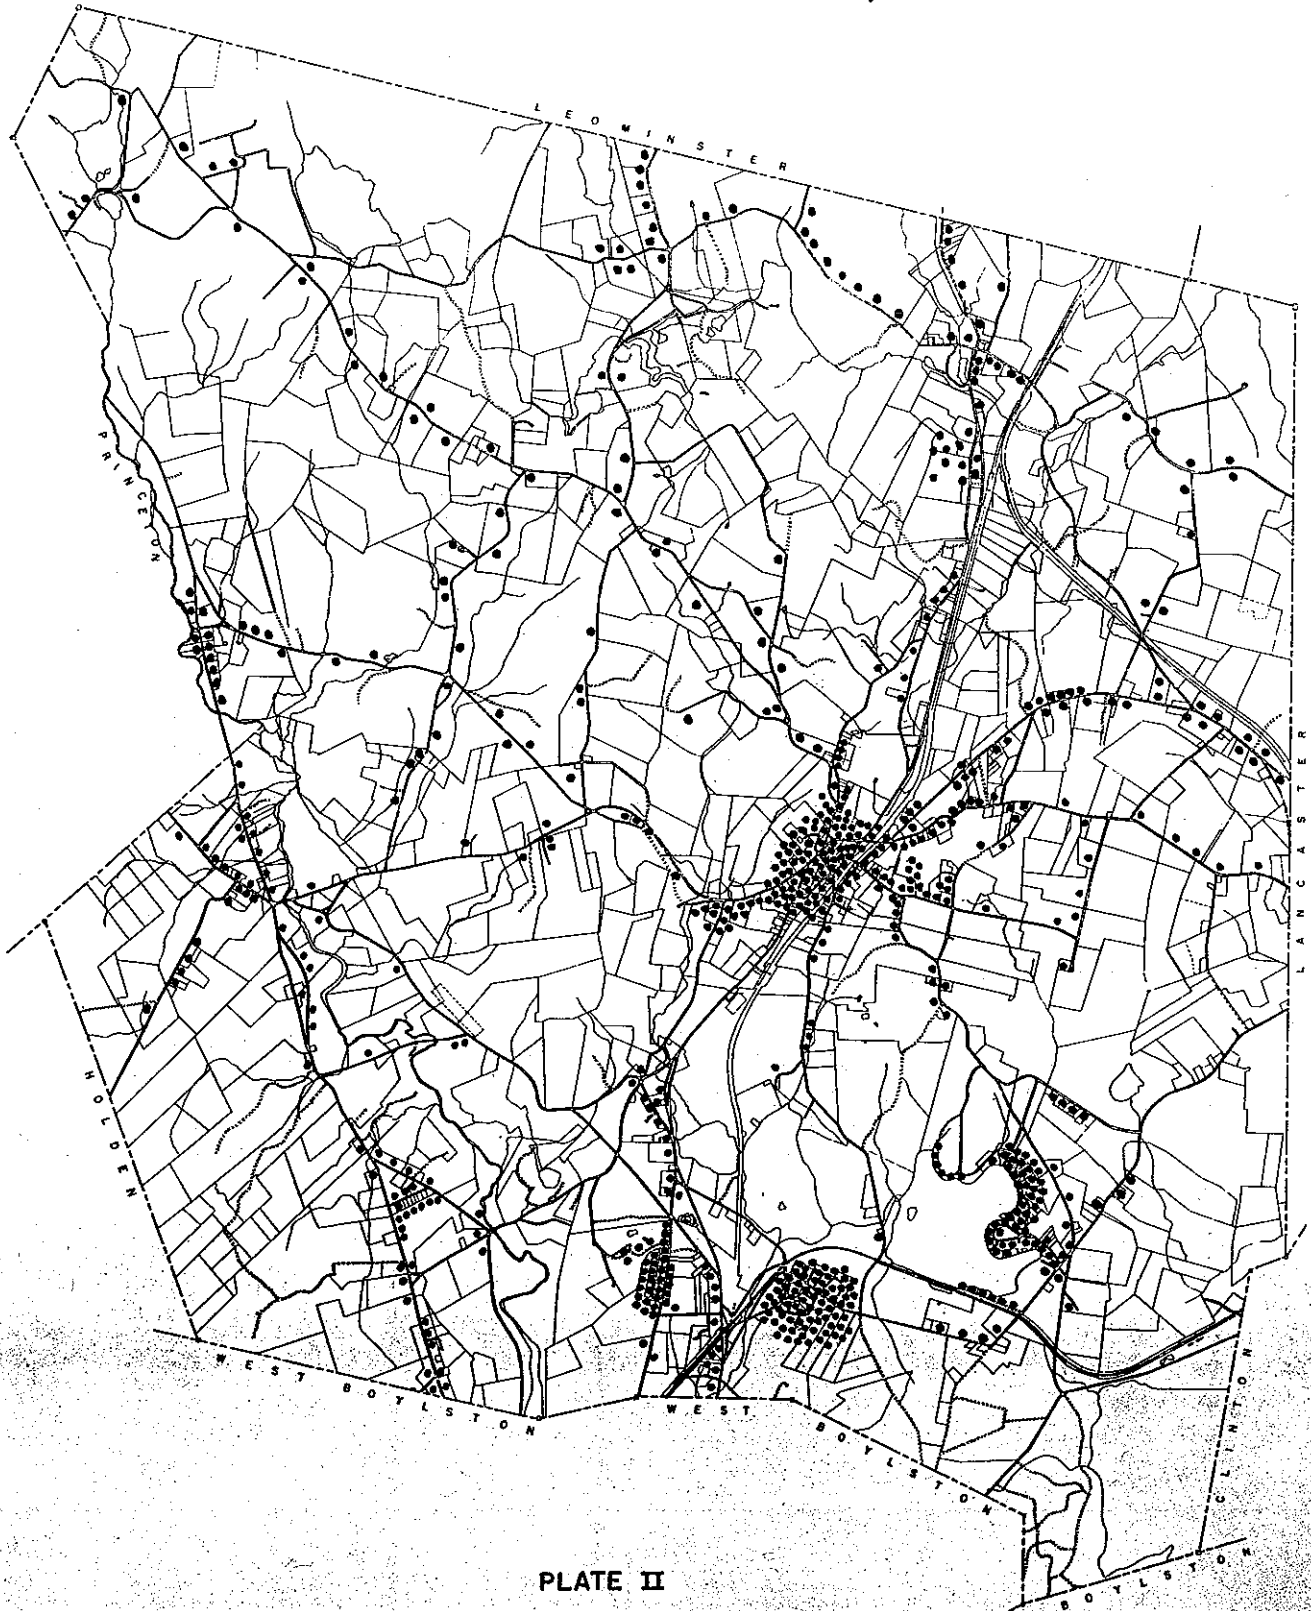 LEOMINSTER
PRINCETON
LANCASTER
HOLDEN
WEST BOYLSTON
WEST BOYLSTON
CLINTON
BOYLSTON
PLATE II